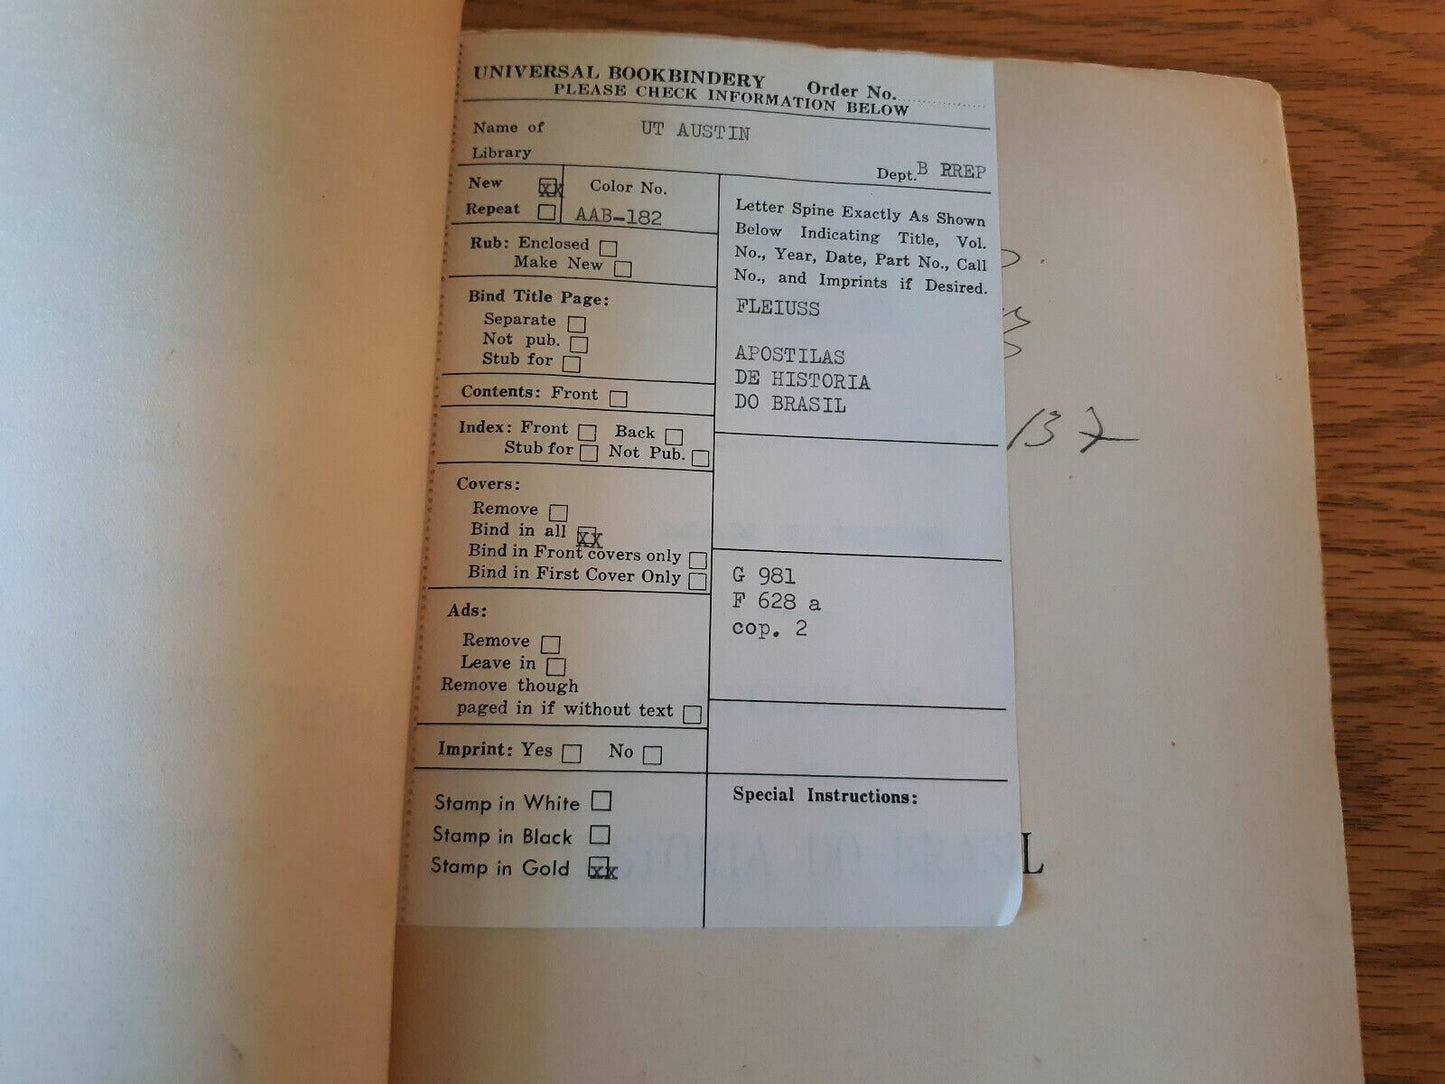 UNIVERSAL BOOKBINDERY Order No.
PLEASE CHECK INFORMATION BELOW
Name of Library UT AUSTIN
Dept. B PREP
New xx
Repeat
Color No.
AAB-182
Rub: Enclosed
Make New
Bind Title Page:
Separate
Not pub.
Stub for
Contents: Front
Index: Front Back
Stub for Not Pub.
Covers:
Remove
Bind in all xx
Bind in Front covers only
Bind in First Cover Only
Ads:
Remove
Leave in
Remove though
paged in if without text
Imprint: Yes No
Stamp in White
Stamp in Black
Stamp in Gold xx
Letter Spine Exactly As Shown
Below Indicating Title, Vol.
No., Year, Date, Part No., Call
No., and Imprints if Desired.
FLEIUSS
APOSTILAS
DE HISTORIA
DO BRASIL
G 981
F 628 a
cop. 2
Special Instructions:
L